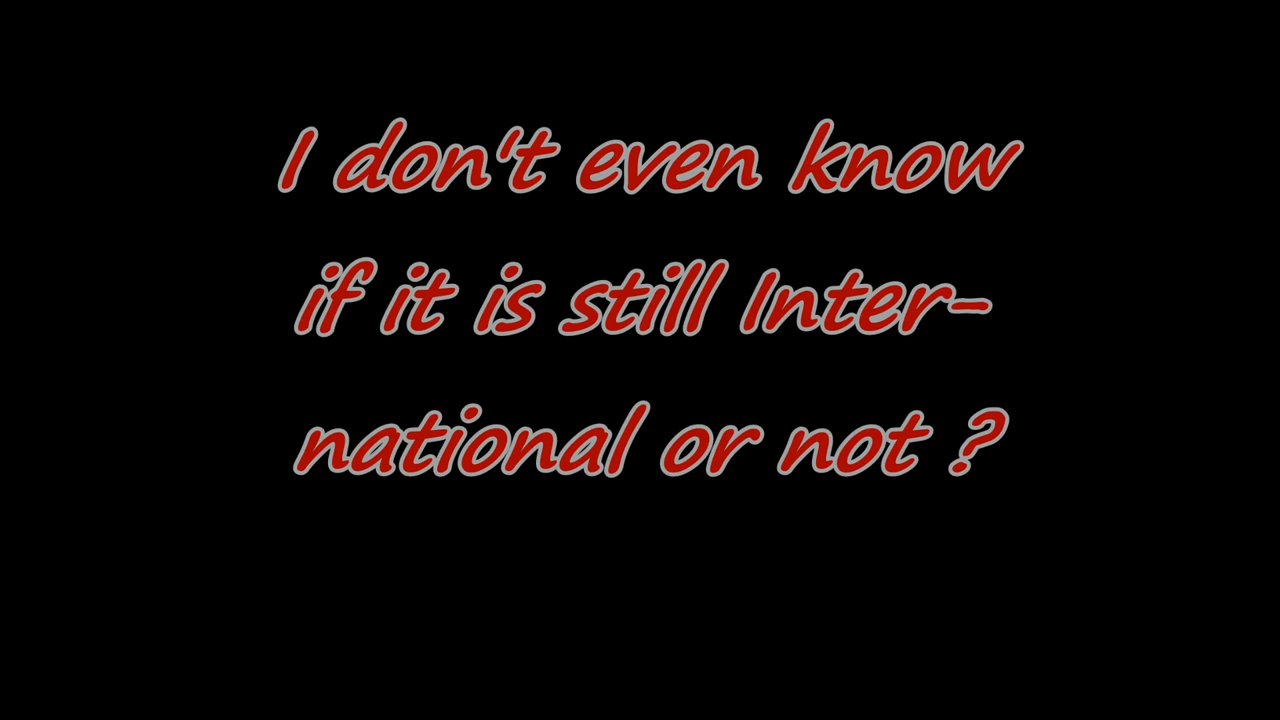 I don't even know
if it is still Inter-
national or not ?